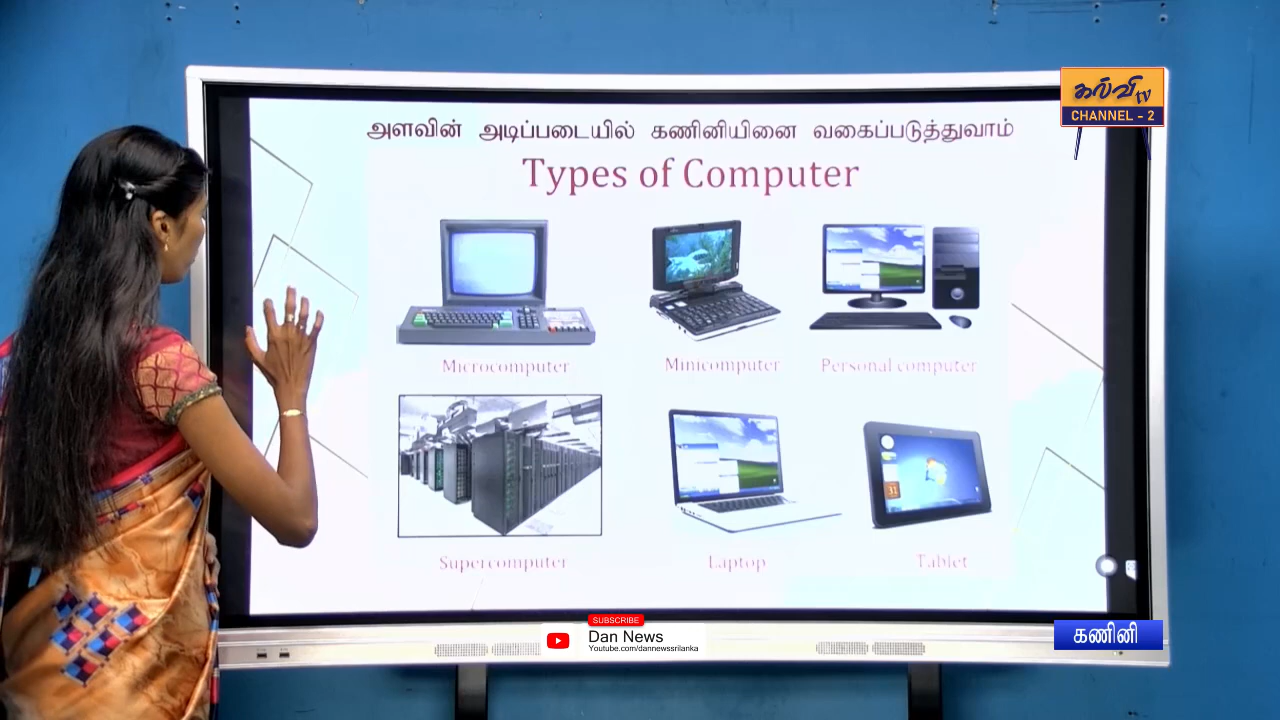 கல்வி tv
CHANNEL - 2
அளவின் அடிப்படையில் கணினியினை வகைப்படுத்துவாம்
Types of Computer
Microcomputer
Minicomputer
Personal computer
Supercomputer
Laptop
Tablet
SUBSCRIBE
Dan News
Youtube.com/dannewssrilanka
கணினி